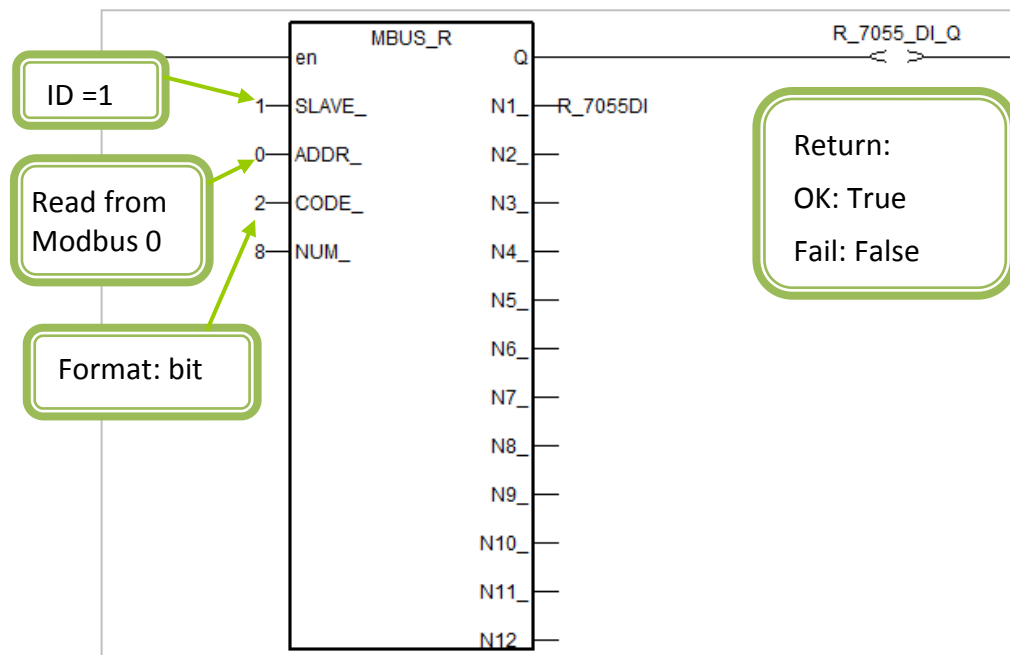 MBUS_R
R_7055_DI_Q
en
Q
ID =1
1
SLAVE_
N1_
R_7055DI
0
ADDR_
N2_
Read from
Modbus 0
2
CODE_
N3_
8
NUM_
N4_
Return:
OK: True
Fail: False
N5_
Format: bit
N6_
N7_
N8_
N9_
N10_
N11_
N12_